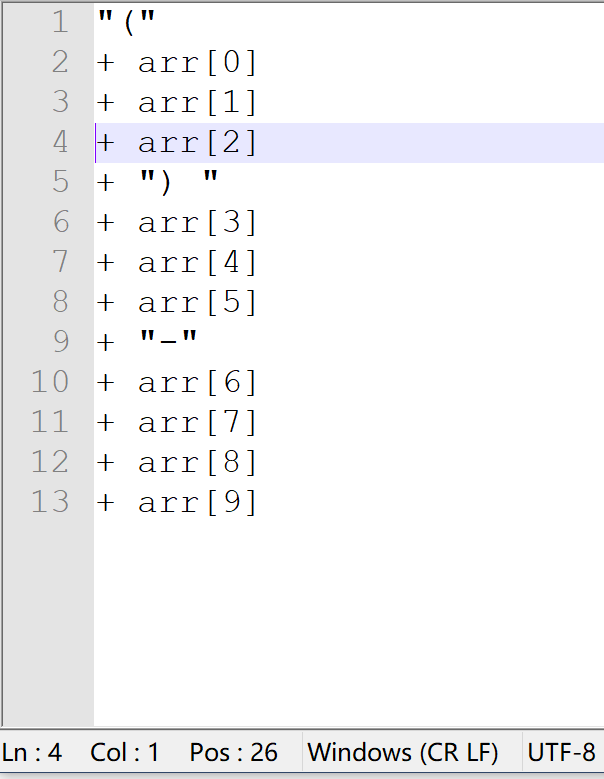 1 "("
2 + arr[0]
3 + arr[1]
4 + arr[2]
5 + ") "
6 + arr[3]
7 + arr[4]
8 + arr[5]
9 + "-"
10 + arr[6]
11 + arr[7]
12 + arr[8]
13 + arr[9]
Ln : 4 Col : 1 Pos : 26 Windows (CR LF) UTF-8